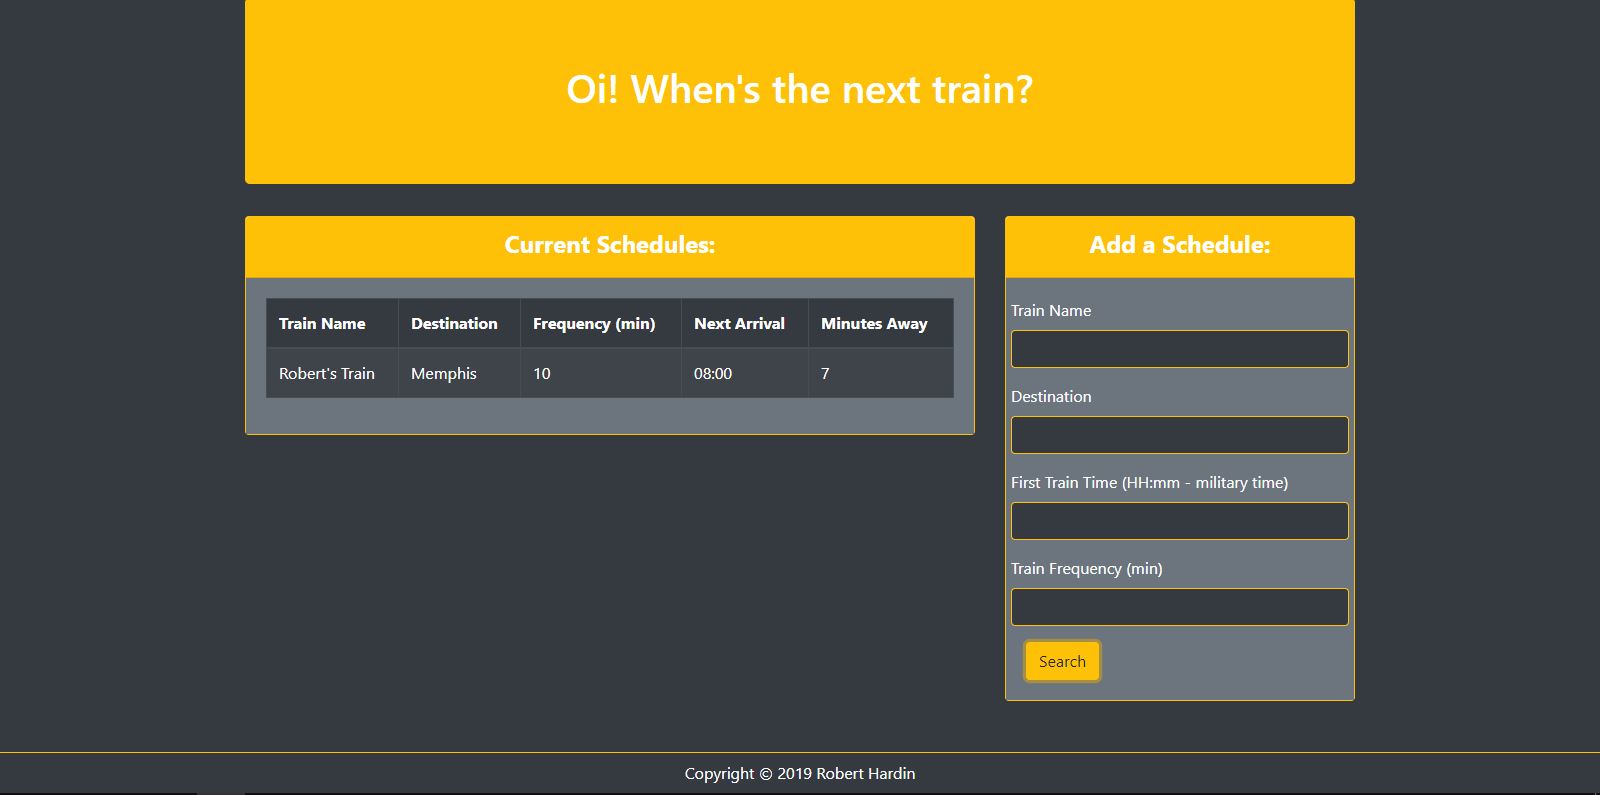 Oi! When's the next train?
Current Schedules:
Train Name Destination Frequency (min) Next Arrival Minutes Away
Robert's Train Memphis 10 08:00 7
Add a Schedule:
Train Name
Destination
First Train Time (HH:mm - military time)
Train Frequency (min)
Search
Copyright © 2019 Robert Hardin